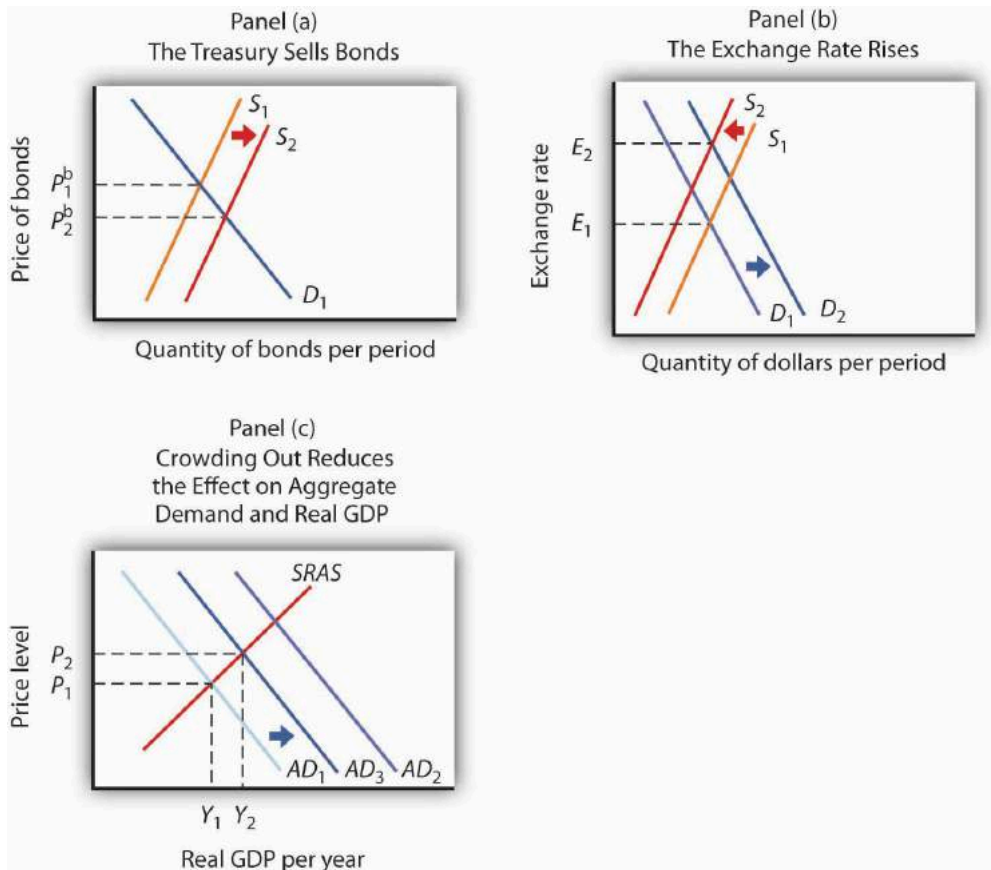 Panel (a)
The Treasury Sells Bonds
Price of bonds
P₁ᵇ
P₂ᵇ
S₁
S₂
D₁
Quantity of bonds per period
Panel (b)
The Exchange Rate Rises
Exchange rate
E₂
E₁
S₂
S₁
D₁ D₂
Quantity of dollars per period
Panel (c)
Crowding Out Reduces
the Effect on Aggregate
Demand and Real GDP
Price level
P₂
P₁
SRAS
AD₁ AD₃ AD₂
Y₁ Y₂
Real GDP per year